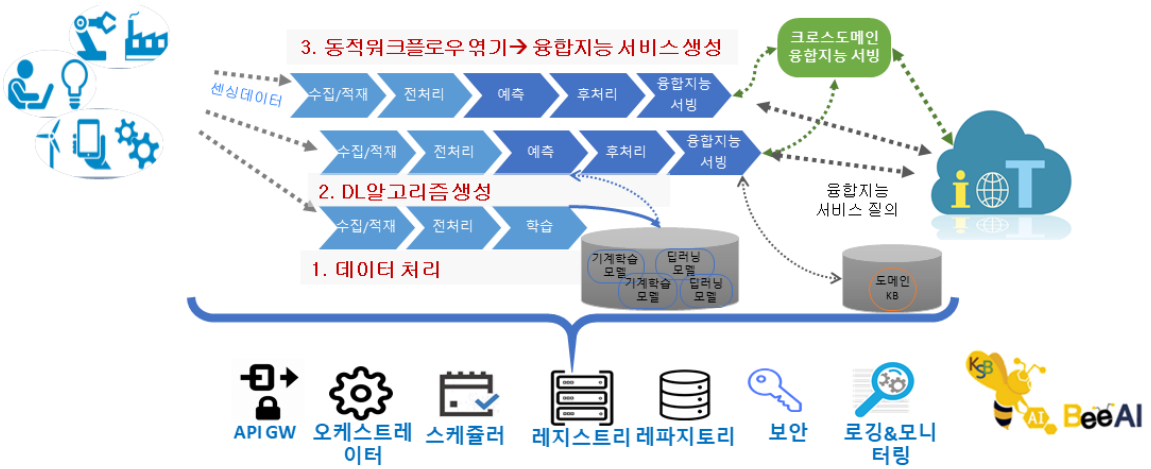 3. 동적워크플로우 엮기→ 융합지능 서비스 생성
크로스도메인
융합지능 서빙
센싱데이터
수집/적재
전처리
예측
후처리
융합지능
서빙
수집/적재
전처리
예측
후처리
융합지능
서빙
iOT
융합지능
서비스 질의
2. DL알고리즘 생성
수집/적재
전처리
학습
1. 데이터 처리
기계학습
모델
딥러닝
모델
기계학습
모델
딥러닝
모델
도메인
KB
API GW
오케스트레
이터
스케쥴러
레지스트리
레파지토리
보안
로깅&모니
터링
KSB
AI
BeeAI